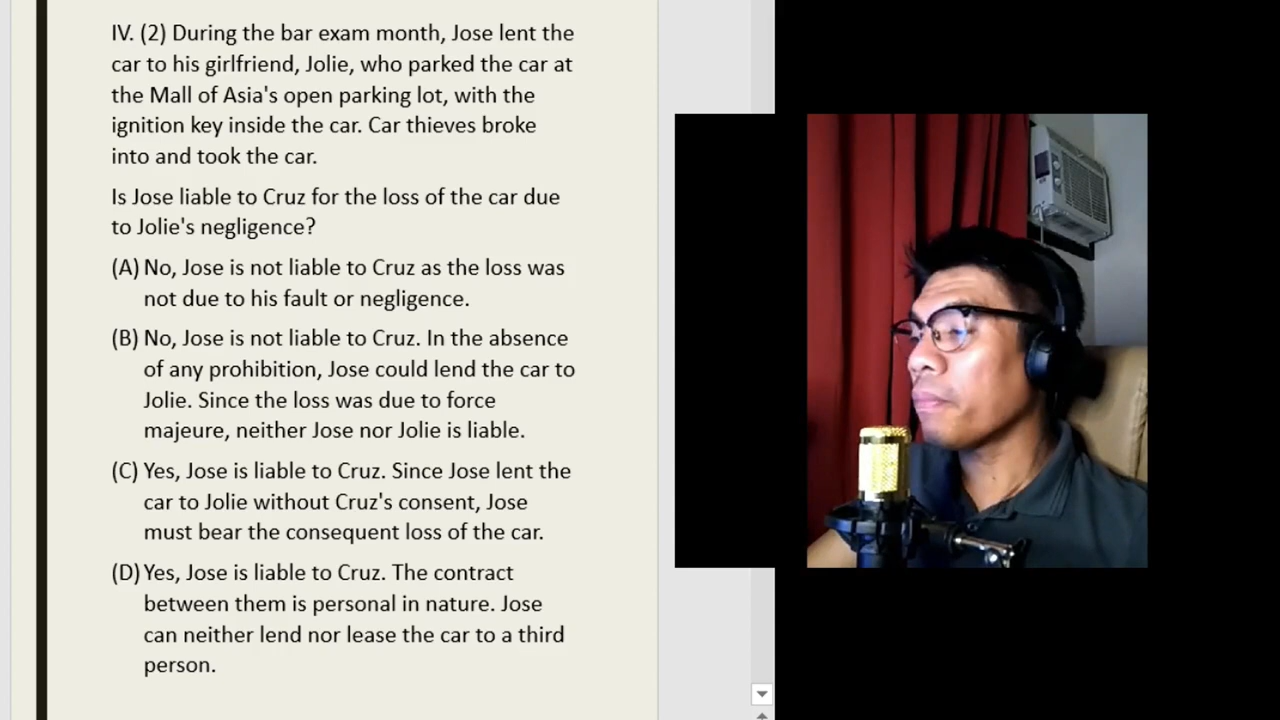 IV. (2) During the bar exam month, Jose lent the
car to his girlfriend, Jolie, who parked the car at
the Mall of Asia's open parking lot, with the
ignition key inside the car. Car thieves broke
into and took the car.
Is Jose liable to Cruz for the loss of the car due
to Jolie's negligence?
(A) No, Jose is not liable to Cruz as the loss was
not due to his fault or negligence.
(B) No, Jose is not liable to Cruz. In the absence
of any prohibition, Jose could lend the car to
Jolie. Since the loss was due to force
majeure, neither Jose nor Jolie is liable.
(C) Yes, Jose is liable to Cruz. Since Jose lent the
car to Jolie without Cruz's consent, Jose
must bear the consequent loss of the car.
(D) Yes, Jose is liable to Cruz. The contract
between them is personal in nature. Jose
can neither lend nor lease the car to a third
person.